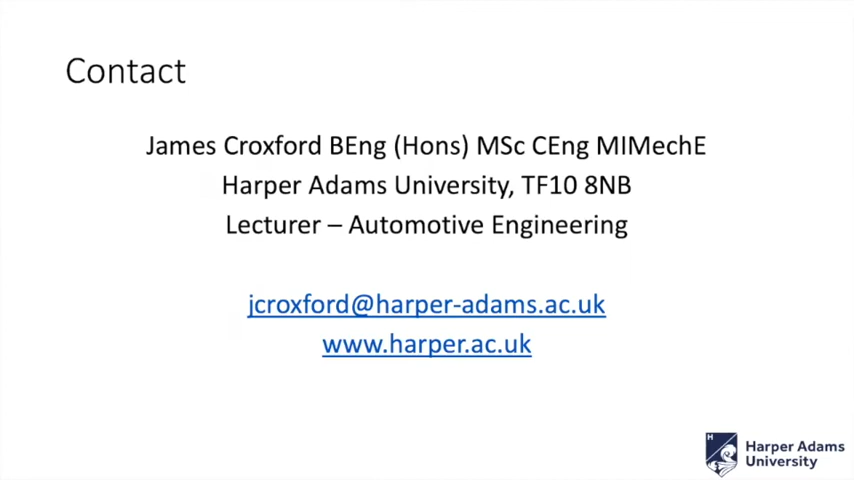 Contact
James Croxford BEng (Hons) MSc CEng MIMechE
Harper Adams University, TF10 8NB
Lecturer – Automotive Engineering
jcroxford@harper-adams.ac.uk
www.harper.ac.uk
H
Harper Adams
University